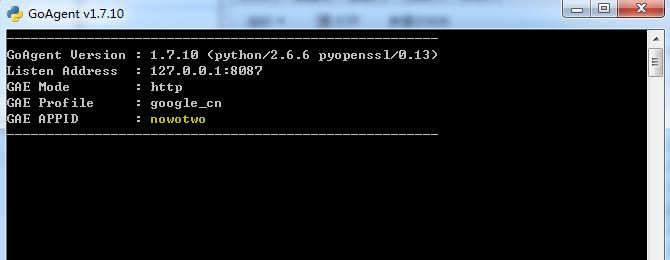 GoAgent v1.7.10
------------------------------------------------------
GoAgent Version : 1.7.10 (python/2.6.6 pyopenssl/0.13)
Listen Address  : 127.0.0.1:8087
GAE Mode        : http
GAE Profile     : google_cn
GAE APPID       : nowotwo
------------------------------------------------------